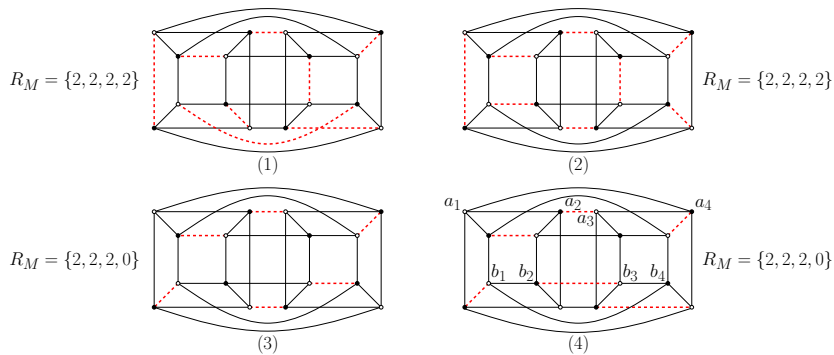 R_M = {2, 2, 2, 2}
R_M = {2, 2, 2, 2}
(1)
(2)
a_1
a_2
a_3
a_4
R_M = {2, 2, 2, 0}
b_1
b_2
b_3
b_4
R_M = {2, 2, 2, 0}
(3)
(4)